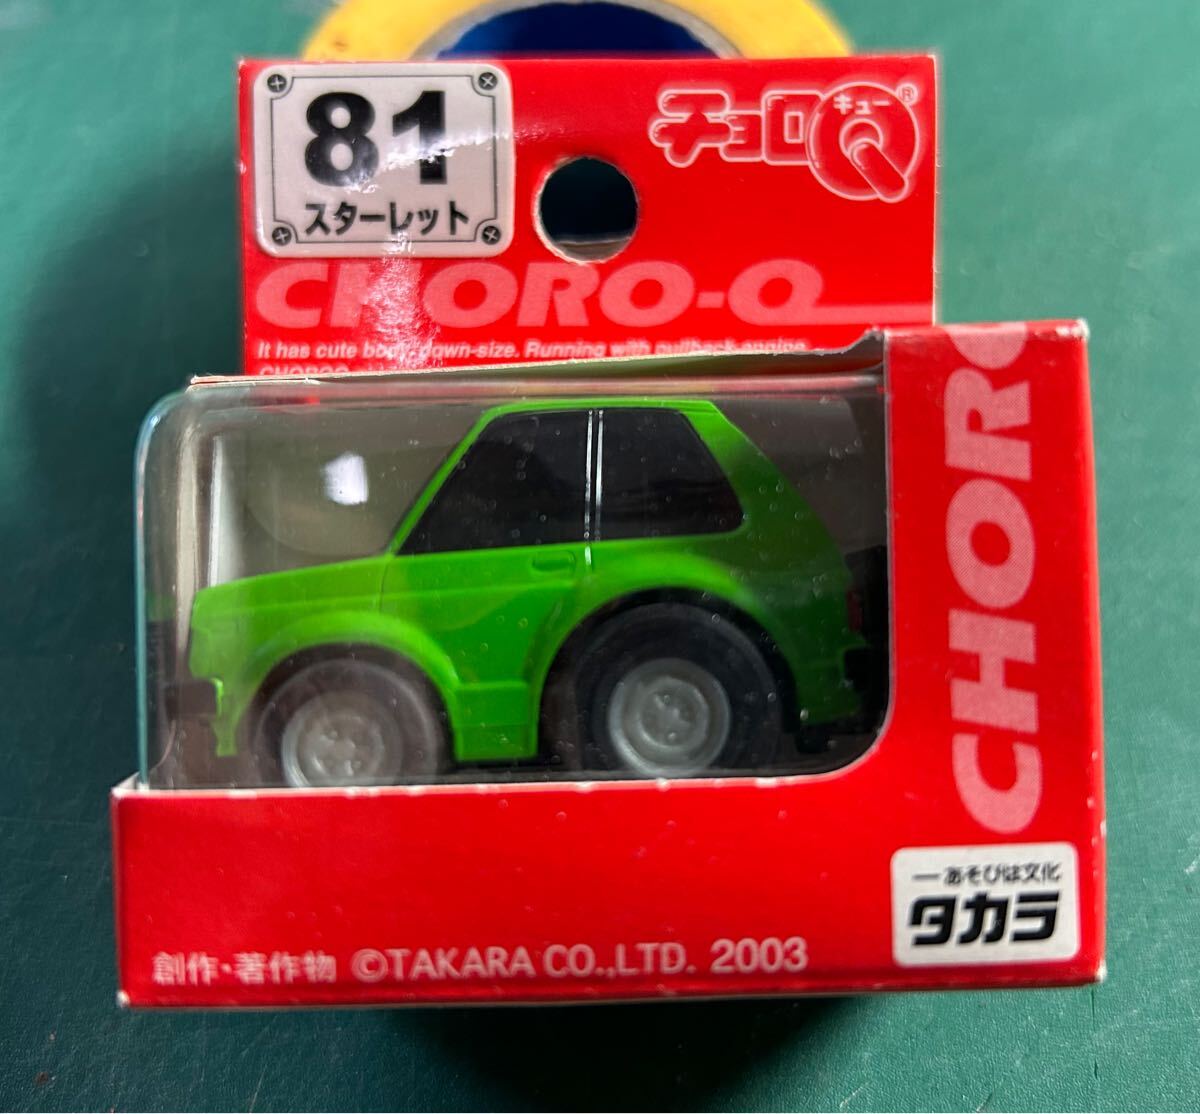 81
スターレット
チョロQ
キュー
®
CHORO-Q
It has cute body, down-size. Running with pullback engine.
CHORO
創作・著作物 ©TAKARA CO.,LTD. 2003
ーあそびは文化
タカラ